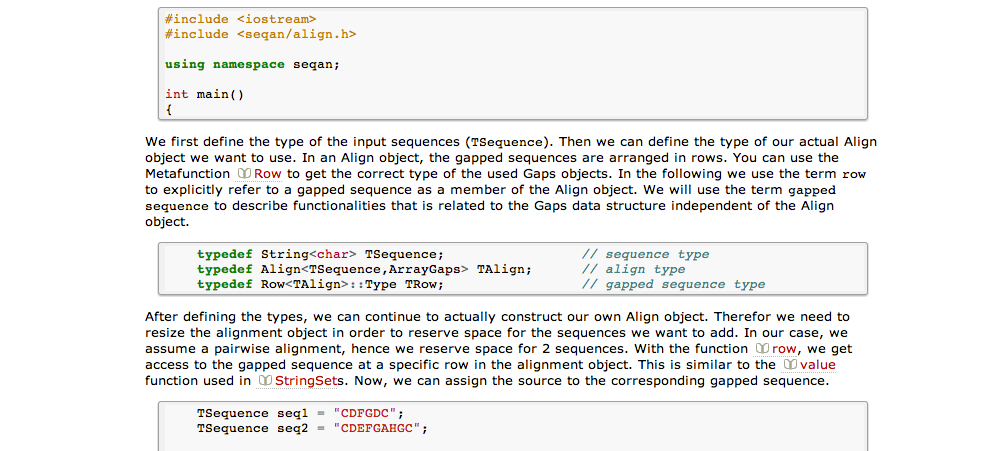 #include <iostream>
#include <seqan/align.h>
using namespace seqan;
int main()
{
We first define the type of the input sequences (TSequence). Then we can define the type of our actual Align
object we want to use. In an Align object, the gapped sequences are arranged in rows. You can use the
Metafunction Row to get the correct type of the used Gaps objects. In the following we use the term row
to explicitly refer to a gapped sequence as a member of the Align object. We will use the term gapped
sequence to describe functionalities that is related to the Gaps data structure independent of the Align
object.
typedef String<char> TSequence; // sequence type
typedef Align<TSequence,ArrayGaps> TAlign; // align type
typedef Row<TAlign>::Type TRow; // gapped sequence type
After defining the types, we can continue to actually construct our own Align object. Therefor we need to
resize the alignment object in order to reserve space for the sequences we want to add. In our case, we
assume a pairwise alignment, hence we reserve space for 2 sequences. With the function row, we get
access to the gapped sequence at a specific row in the alignment object. This is similar to the value
function used in StringSets. Now, we can assign the source to the corresponding gapped sequence.
TSequence seq1 = "CDFGDC";
TSequence seq2 = "CDEFGAHGC";